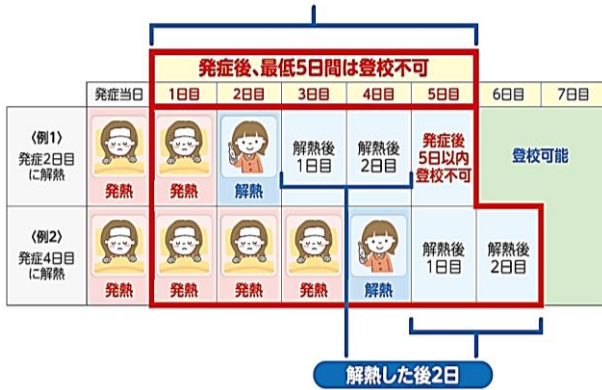 発症後、最低5日間は登校不可
発症当日 1日目 2日目 3日目 4日目 5日目 6日目 7日目
〈例1〉
発症2日目
に解熱
発熱 発熱 解熱
解熱後
1日目
解熱後
2日目
発症後
5日以内
登校不可
登校可能
〈例2〉
発症4日目
に解熱
発熱 発熱 発熱 発熱 解熱
解熱後
1日目
解熱後
2日目
解熱した後2日